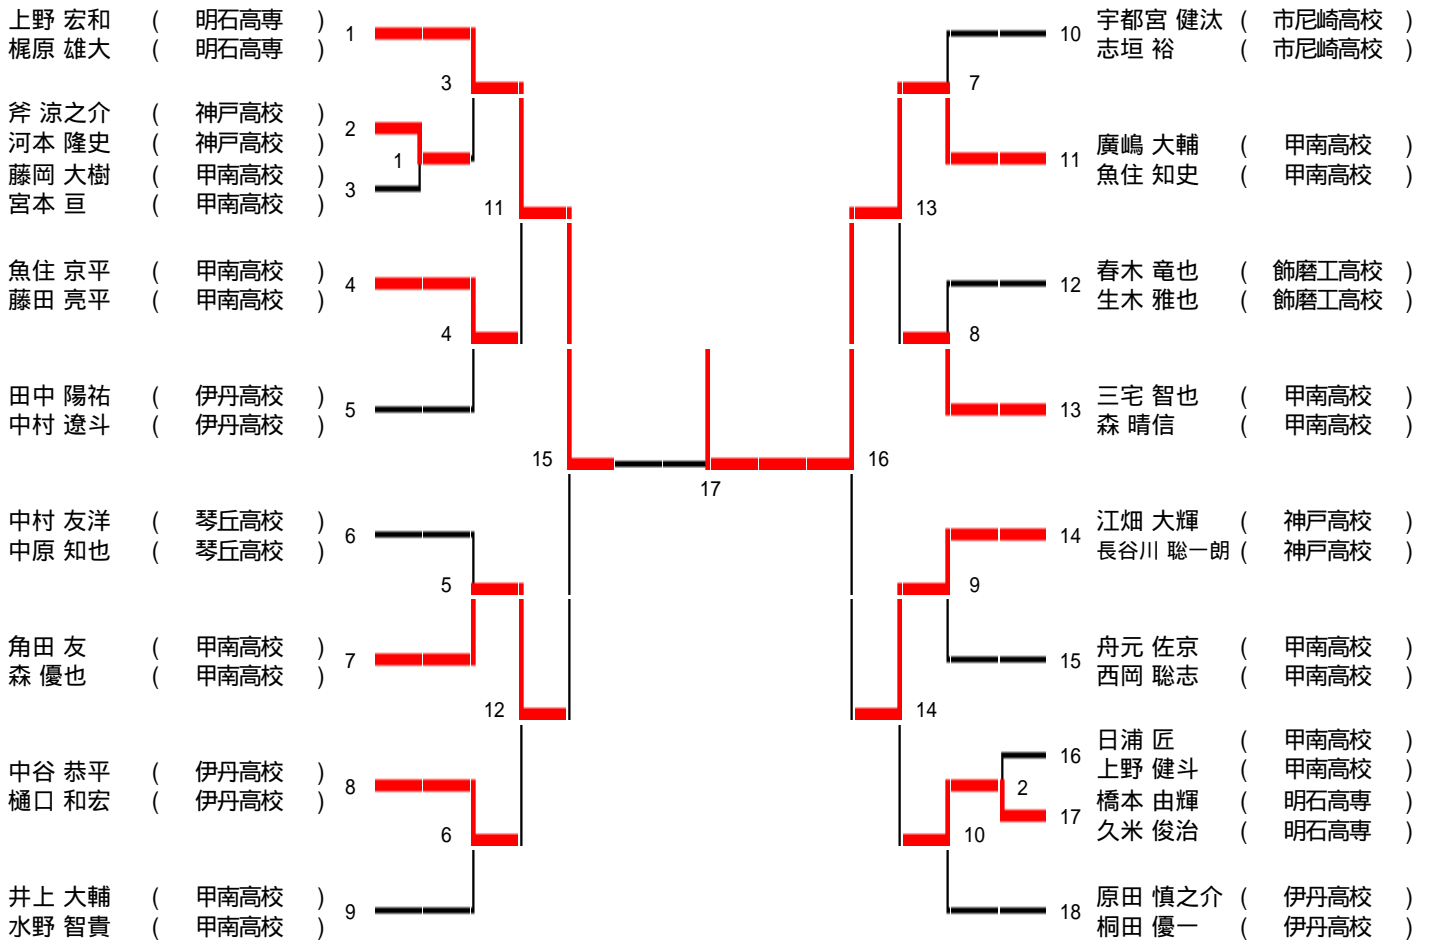 上野 宏和 ( 明石高専 )
梶原 雄大 ( 明石高専 )
1
3
斧 涼之介 ( 神戸高校 )
河本 隆史 ( 神戸高校 )
2
1
藤岡 大樹 ( 甲南高校 )
宮本 亘 ( 甲南高校 )
3
11
魚住 京平 ( 甲南高校 )
藤田 亮平 ( 甲南高校 )
4
4
田中 陽祐 ( 伊丹高校 )
中村 遼斗 ( 伊丹高校 )
5
15
中村 友洋 ( 琴丘高校 )
中原 知也 ( 琴丘高校 )
6
5
角田 友 ( 甲南高校 )
森 優也 ( 甲南高校 )
7
12
中谷 恭平 ( 伊丹高校 )
樋口 和宏 ( 伊丹高校 )
8
6
井上 大輔 ( 甲南高校 )
水野 智貴 ( 甲南高校 )
9
17
10
宇都宮 健汰 ( 市尼崎高校 )
志垣 裕 ( 市尼崎高校 )
7
11
廣嶋 大輔 ( 甲南高校 )
魚住 知史 ( 甲南高校 )
13
12
春木 竜也 ( 飾磨工高校 )
生木 雅也 ( 飾磨工高校 )
8
13
三宅 智也 ( 甲南高校 )
森 晴信 ( 甲南高校 )
16
14
江畑 大輝 ( 神戸高校 )
長谷川 聡一朗 ( 神戸高校 )
9
15
舟元 佐京 ( 甲南高校 )
西岡 聡志 ( 甲南高校 )
14
16
日浦 匠 ( 甲南高校 )
上野 健斗 ( 甲南高校 )
2
17
橋本 由輝 ( 明石高専 )
久米 俊治 ( 明石高専 )
10
18
原田 慎之介 ( 伊丹高校 )
桐田 優一 ( 伊丹高校 )